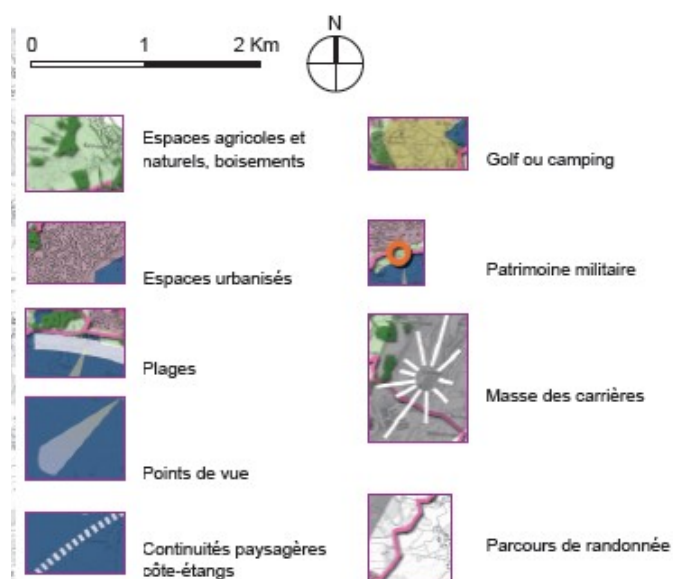 N
0 1 2 Km
Espaces agricoles et
naturels, boisements
Golf ou camping
Espaces urbanisés
Patrimoine militaire
Plages
Masse des carrières
Points de vue
Continuités paysagères
côte-étangs
Parcours de randonnée